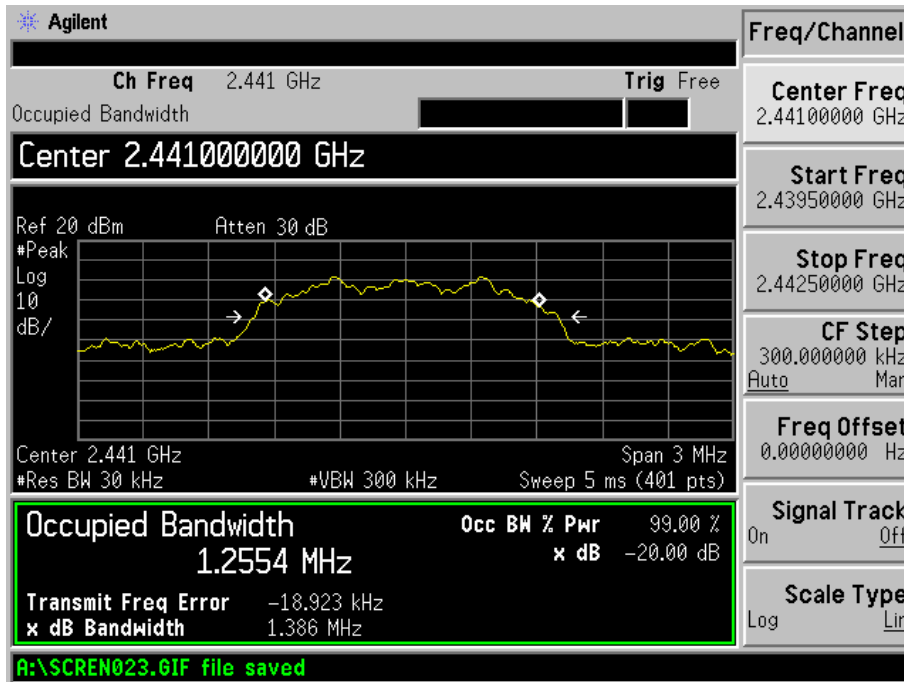 Agilent
Freq/Channel
Ch Freq 2.441 GHz Trig Free
Occupied Bandwidth
Center Freq
2.44100000 GHz
Center 2.441000000 GHz
Start Freq
2.43950000 GHz
Ref 20 dBm Atten 30 dB
#Peak
Log
10
dB/
Stop Freq
2.44250000 GHz
CF Step
300.000000 kHz
Auto Man
Freq Offset
0.00000000 Hz
Center 2.441 GHz Span 3 MHz
#Res BW 30 kHz #VBW 300 kHz Sweep 5 ms (401 pts)
Signal Track
On Off
Occupied Bandwidth
1.2554 MHz
Occ BW % Pwr 99.00 %
x dB -20.00 dB
Transmit Freq Error -18.923 kHz
x dB Bandwidth 1.386 MHz
Scale Type
Log Lin
A:\SCREN023.GIF file saved